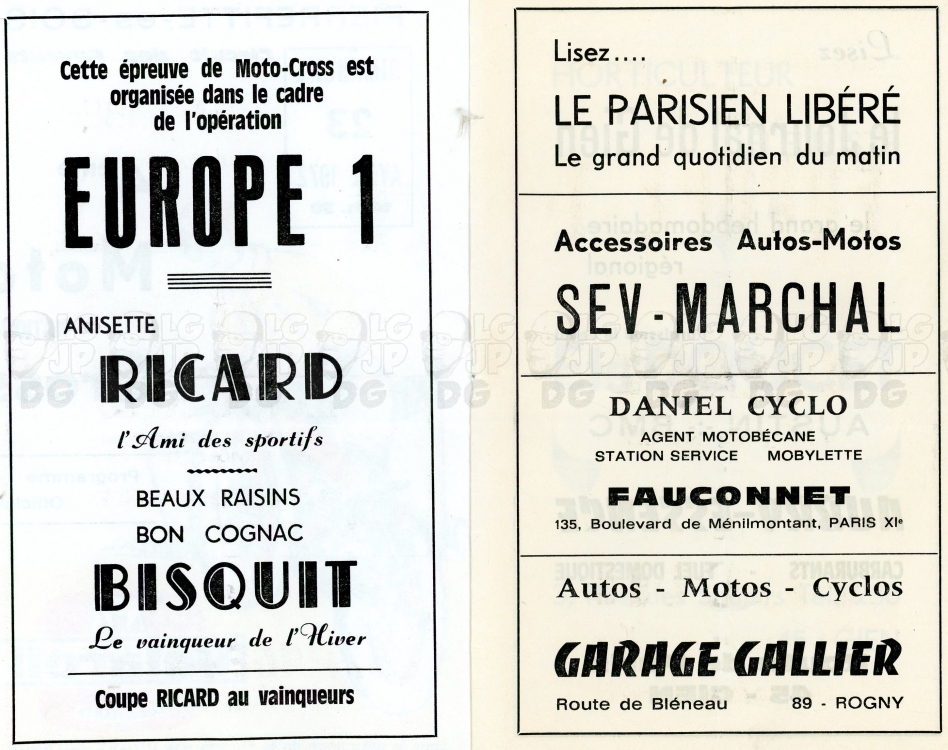 Cette épreuve de Moto-Cross est
organisée dans le cadre
de l'opération
EUROPE 1
ANISETTE
RICARD
l'Ami des sportifs
BEAUX RAISINS
BON COGNAC
BISQUIT
Le vainqueur de l'Hiver
Coupe RICARD au vainqueurs
Lisez....
LE PARISIEN LIBÉRÉ
Le grand quotidien du matin
Accessoires Autos-Motos
SEV-MARCHAL
DANIEL CYCLO
AGENT MOTOBÉCANE
STATION SERVICE MOBYLETTE
FAUCONNET
135, Boulevard de Ménilmontant, PARIS XIe
Autos - Motos - Cyclos
GARAGE GALLIER
Route de Bléneau 89 - ROGNY